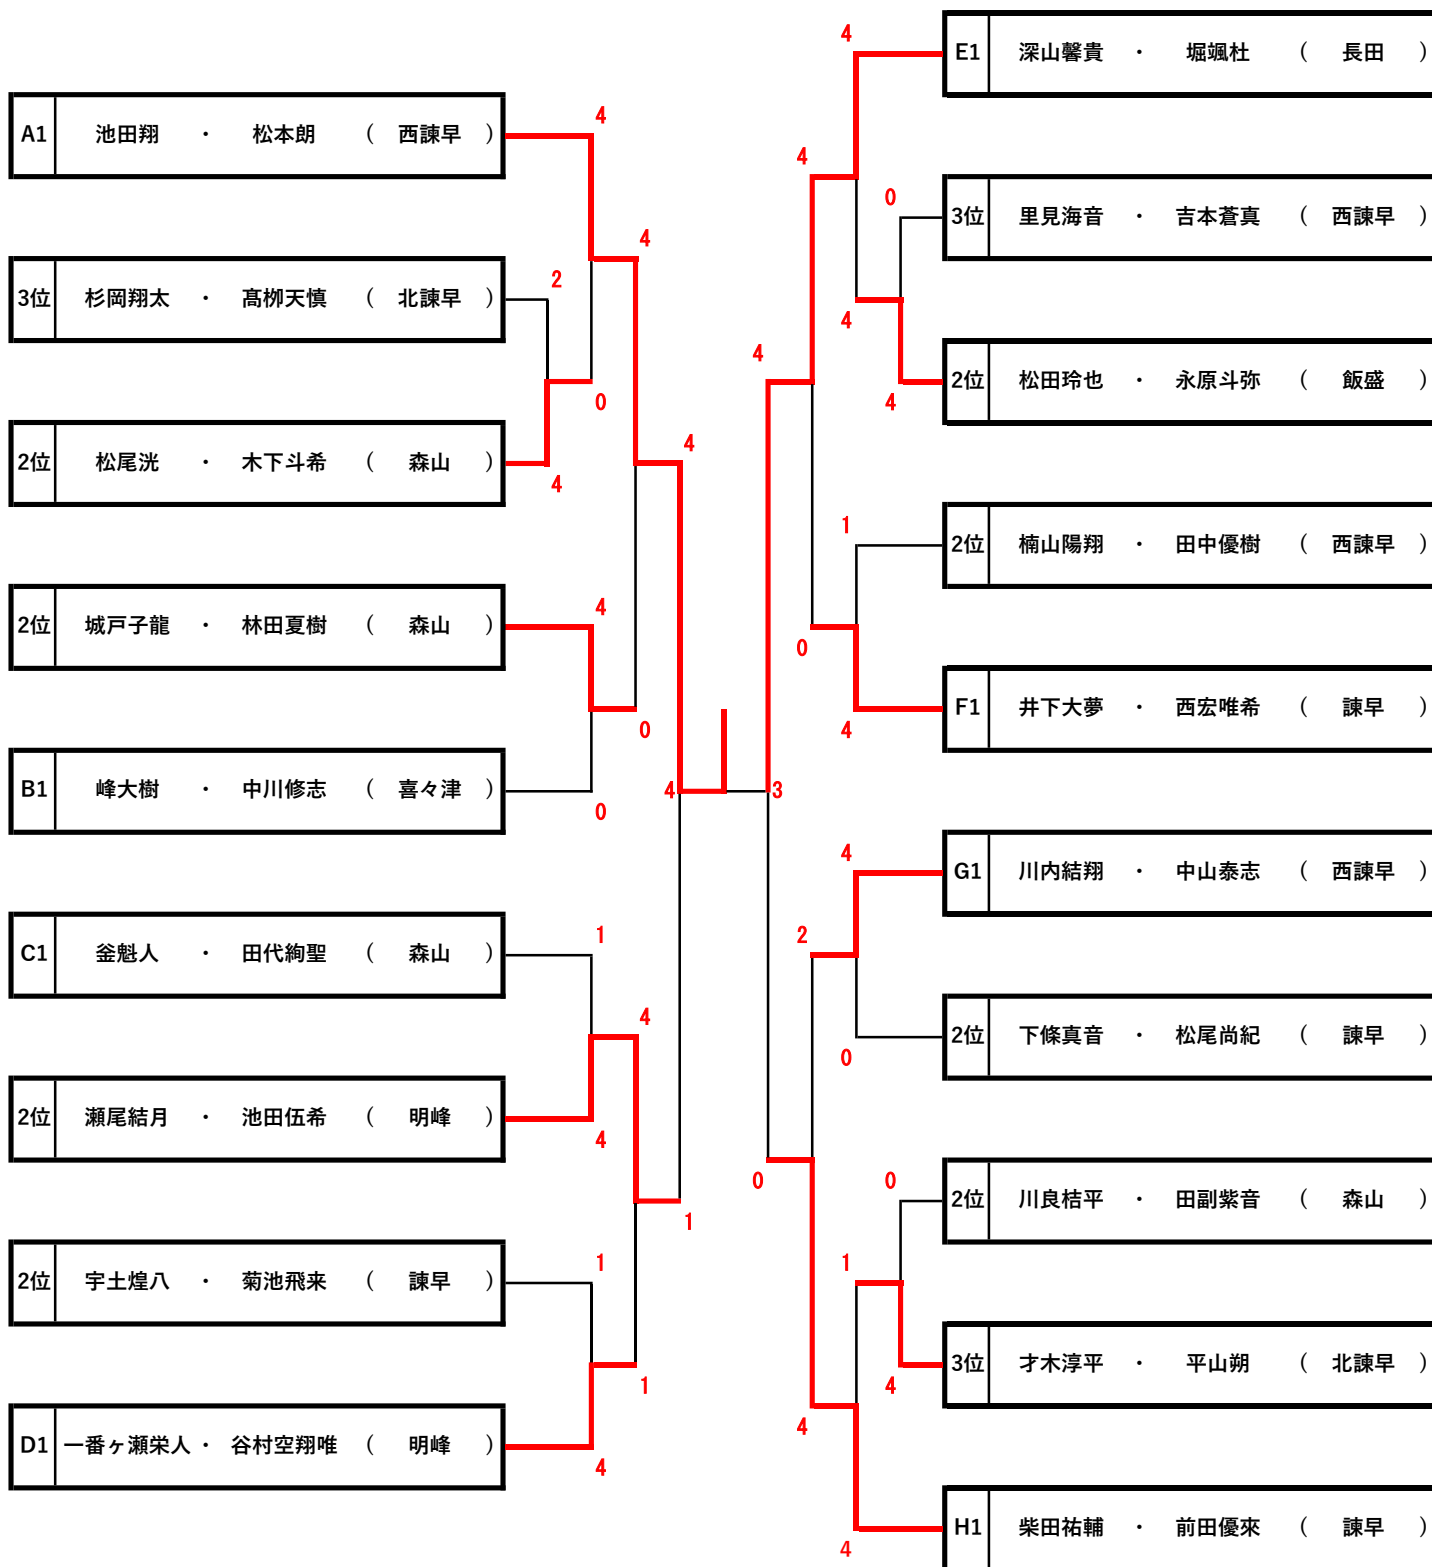 A1 池田翔 ・ 松本朗 ( 西諫早 )
4
3位 杉岡翔太 ・ 髙栁天慎 ( 北諫早 )
2
4
0
2位 松尾洸 ・ 木下斗希 ( 森山 )
4
4
2位 城戸子龍 ・ 林田夏樹 ( 森山 )
4
0
B1 峰大樹 ・ 中川修志 ( 喜々津 )
0
4
3
C1 釜魁人 ・ 田代絢聖 ( 森山 )
1
4
2位 瀬尾結月 ・ 池田伍希 ( 明峰 )
4
1
2位 宇土煌八 ・ 菊池飛来 ( 諫早 )
1
1
D1 一番ヶ瀬栄人 ・ 谷村空翔唯 ( 明峰 )
4
E1 深山馨貴 ・ 堀颯杜 ( 長田 )
4
4
3位 里見海音 ・ 吉本蒼真 ( 西諫早 )
0
4
4
2位 松田玲也 ・ 永原斗弥 ( 飯盛 )
4
2位 楠山陽翔 ・ 田中優樹 ( 西諫早 )
1
0
F1 井下大夢 ・ 西宏唯希 ( 諫早 )
4
G1 川内結翔 ・ 中山泰志 ( 西諫早 )
4
2
2位 下條真音 ・ 松尾尚紀 ( 諫早 )
0
0
2位 川良桔平 ・ 田副紫音 ( 森山 )
0
1
3位 才木淳平 ・ 平山朔 ( 北諫早 )
4
4
H1 柴田祐輔 ・ 前田優來 ( 諫早 )
4